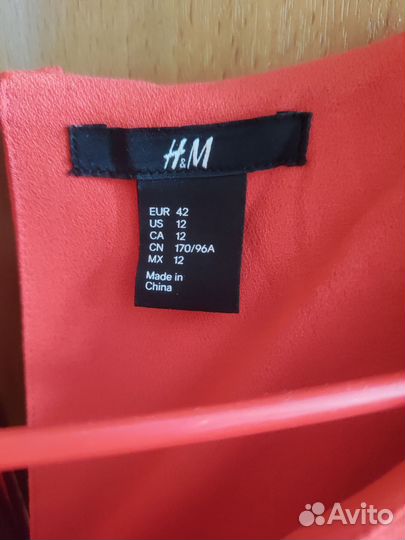 H&M
EUR 42
US 12
CA 12
CN 170/96A
MX 12
Made in
China
Avito